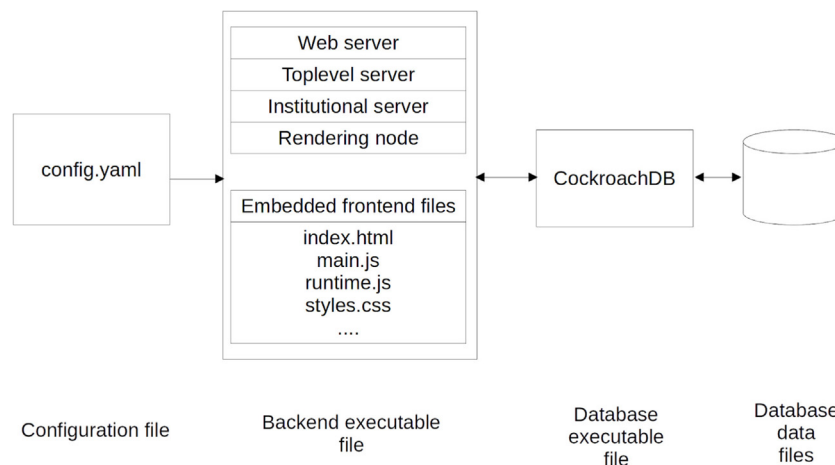 Web server
Toplevel server
Institutional server
Rendering node
config.yaml
CockroachDB
Embedded frontend files
index.html
main.js
runtime.js
styles.css
....
Configuration file
Backend executable
file
Database
executable
file
Database
data
files